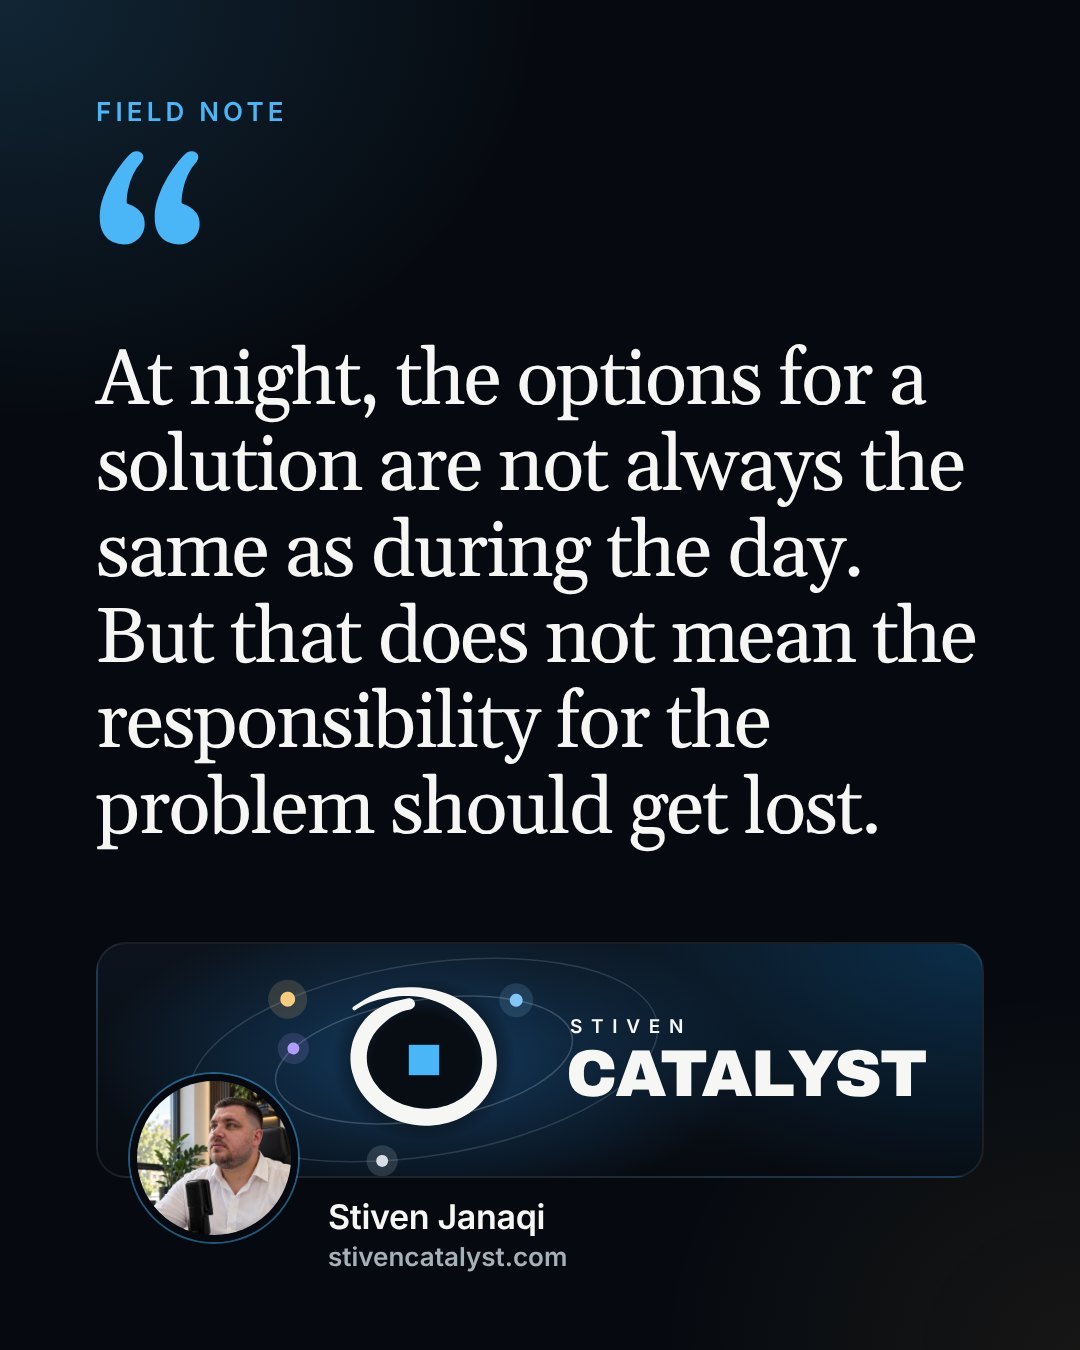 FIELD NOTE
“
At night, the options for a
solution are not always the
same as during the day.
But that does not mean the
responsibility for the
problem should get lost.
STIVEN
CATALYST
Stiven Janaqi
stivencatalyst.com